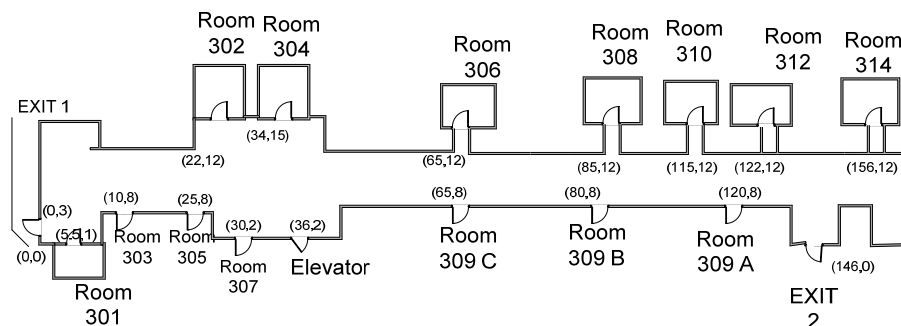 Room
302
Room
304
Room
306
Room
308
Room
310
Room
312
Room
314
EXIT 1
(34,15)
(22,12)
(65,12)
(85,12)
(115,12)
(122,12)
(156,12)
(0,3)
(10,8)
(25,8)
(65,8)
(80,8)
(120,8)
(5.5,1)
(30,2)
(36,2)
(0,0)
Room
303
Room
305
Room
307
Elevator
Room
309 C
Room
309 B
Room
309 A
(146,0)
Room
301
EXIT
2